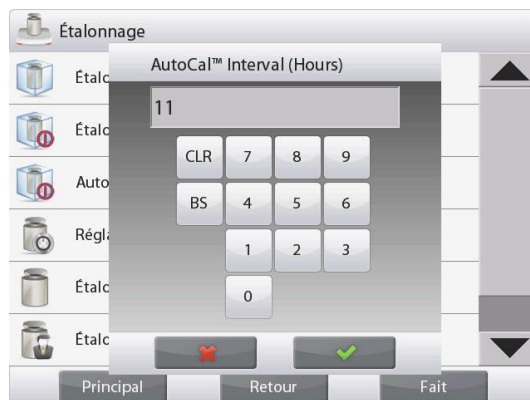 Étalonnage
AutoCal™ Interval (Hours)
11
Étalc
Étalc
Auto
Régla
Étalc
Étalc
CLR 7 8 9
BS 4 5 6
1 2 3
0
Principal Retour Fait